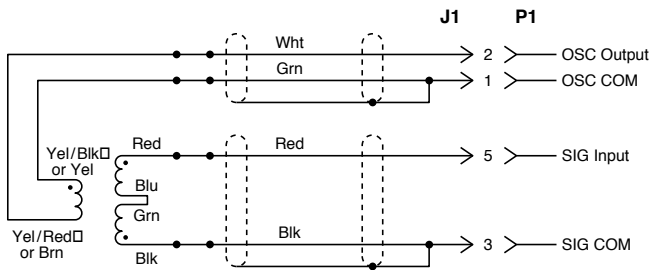 J1 P1
Wht 2 OSC Output
Grn 1 OSC COM
Red Red 5 SIG Input
Yel/Blk□
or Yel
Blu
Grn
Yel/Red□
or Brn
Blk Blk 3 SIG COM